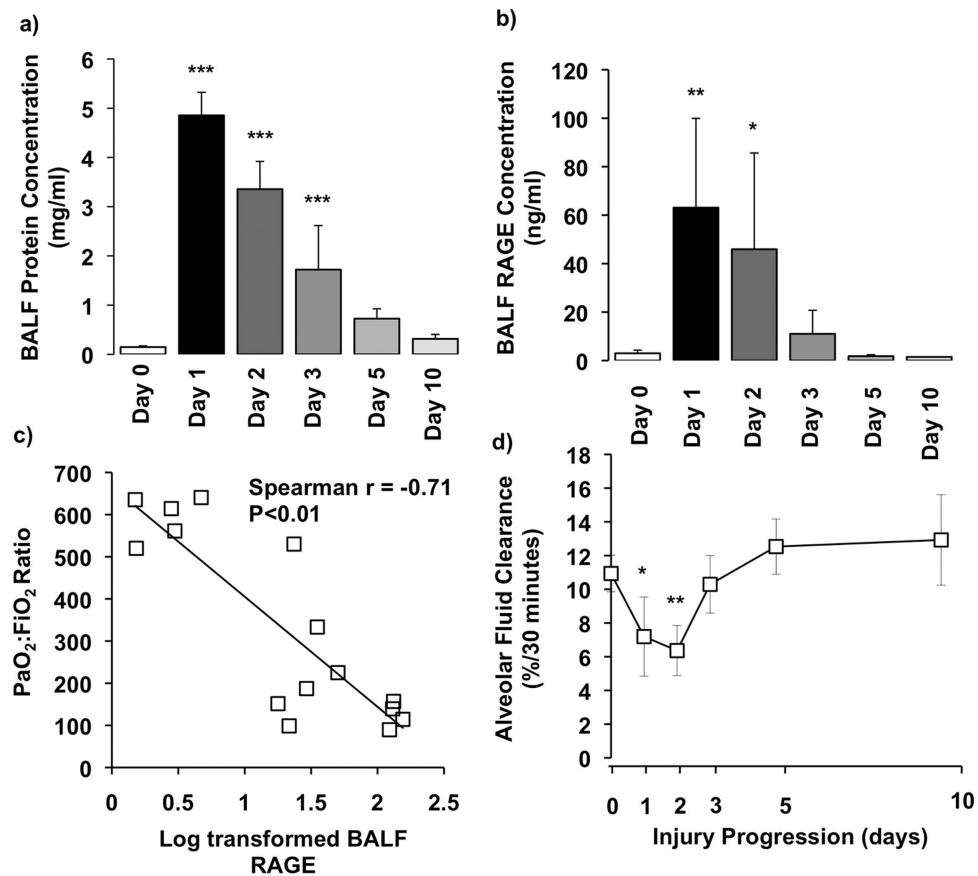 a)
BALF Protein Concentration
(mg/ml)
6
5
4
3
2
1
0
***
***
***
Day 0
Day 1
Day 2
Day 3
Day 5
Day 10
b)
BALF RAGE Concentration
(ng/ml)
120
100
80
60
40
20
0
**
*
Day 0
Day 1
Day 2
Day 3
Day 5
Day 10
c)
PaO2:FiO2 Ratio
700
600
500
400
300
200
100
0
Spearman r = -0.71
P<0.01
0 0.5 1 1.5 2 2.5
Log transformed BALF
RAGE
d)
Alveolar Fluid Clearance
(%/30 minutes)
18
16
14
12
10
8
6
4
2
0
*
**
0 1 2 3 5 10
Injury Progression (days)